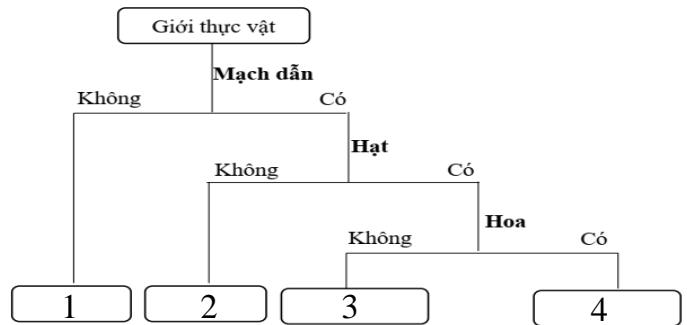 Giới thực vật
Mạch dẫn
Không Có
Hạt
Không Có
Hoa
Không Có
1 2 3 4